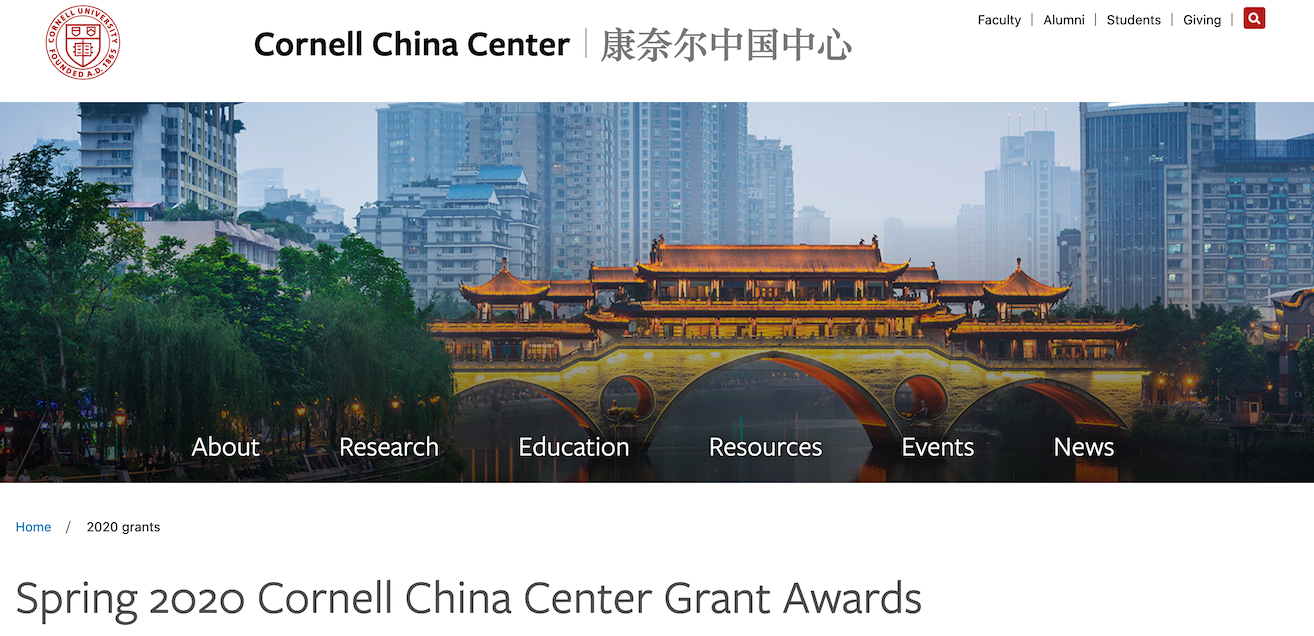 CORNELL UNIVERSITY
FOUNDED A.D. 1865
Cornell China Center | 康奈尔中国中心
Faculty | Alumni | Students | Giving |
About Research Education Resources Events News
Home / 2020 grants
Spring 2020 Cornell China Center Grant Awards